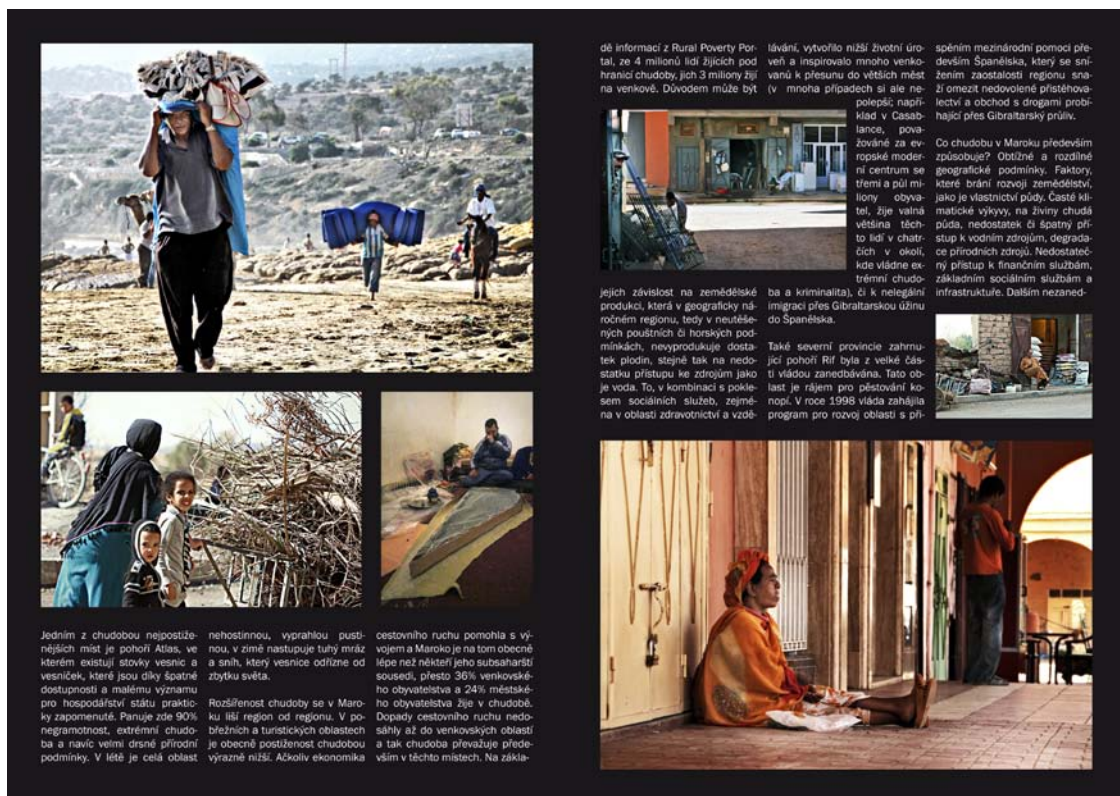 Jedním z chudobou nejpostiže-
nějších míst je pohoří Atlas, ve
kterém existují stovky vesnic a
vesniček, které jsou díky špatné
dostupnosti a malému významu
pro hospodářství státu praktic-
ky zapomenuté. Panuje zde 90%
negramotnost, extrémní chudo-
ba a navíc velmi drsné přírodní
podmínky. V létě je celá oblast
nehostinnou, vyprahlou pusti-
nou, v zimě nastupuje tuhý mráz
a sníh, který vesnice odřízne od
zbytku světa.
Rozšířenost chudoby se v Maro-
ku liší region od regionu. V po-
břežních a turistických oblastech
je obecně postiženost chudobou
výrazně nižší. Ačkoliv ekonomika
cestovního ruchu pomohla s vý-
vojem a Maroko je na tom obecně
lépe než někteří jeho subsaharští
sousedi, přesto 36% venkovské-
ho obyvatelstva a 24% městské-
ho obyvatelstva žije v chudobě.
Dopady cestovního ruchu nedo-
sáhly až do venkovských oblastí
a tak chudoba převažuje přede-
vším v těchto místech. Na zákla-
dě informací z Rural Poverty Por-
tal, ze 4 milionů lidí žijících pod
hranicí chudoby, jich 3 miliony žijí
na venkově. Důvodem může být
jejich závislost na zemědělské
produkci, která v geograficky ná-
ročném regionu, tedy v neutěše-
ných pouštních či horských pod-
mínkách, nevyprodukuje dosta-
tek plodin, stejně tak na nedo-
statku přístupu ke zdrojům jako
je voda. To, v kombinaci s pokle-
sem sociálních služeb, zejmé-
na v oblasti zdravotnictví a vzdě-
lávání, vytvořilo nižší životní úro-
veň a inspirovalo mnoho venko-
vanů k přesunu do větších měst
(v mnoha případech si ale ne-
polepší; napří-
klad v Casab-
lance, pova-
žované za ev-
ropské moder-
ní centrum se
třemi a půl mi-
liony obyva-
tel, žije valná
většina těch-
to lidí v chatr-
čích v okolí,
kde vládne ex-
trémní chudo-
ba a kriminalita), či k nelegální
imigraci přes Gibraltarskou úžinu
do Španělska.
Také severní provincie zahrnu-
jící pohoří Rif byla z velké čás-
ti vládou zanedbávána. Tato ob-
last je rájem pro pěstování ko-
nopí. V roce 1998 vláda zahájila
program pro rozvoj oblasti s při-
spěním mezinárodní pomoci pře-
devším Španělska, který se sní-
žením zaostalosti regionu sna-
ží omezit nedovolené přistěhova-
lectví a obchod s drogami probí-
hající přes Gibraltarský průliv.
Co chudobu v Maroku především
způsobuje? Obtížné a rozdílné
geografické podmínky. Faktory,
které brání rozvoji zemědělství,
jako je vlastnictví půdy. Časté kli-
matické výkyvy, na živiny chudá
půda, nedostatek či špatný pří-
stup k vodním zdrojům, degrada-
ce přírodních zdrojů. Nedostateč-
ný přístup k finančním službám,
základním sociálním službám a
infrastruktuře. Dalším nezaned-